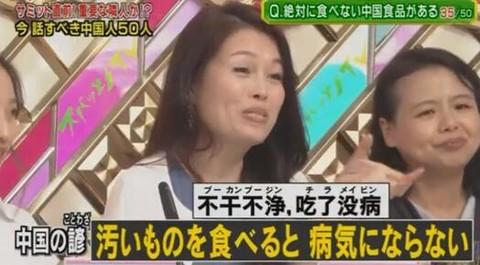 サミット直前!重要な隣人か!?
今 話すべき中国人50人
Q.絶対に食べない中国食品がある 35/50
ブー カンブージン チ ラ メイ ビン
不干不浄,吃了没病
ことわざ
中国の諺 汚いものを食べると 病気にならない